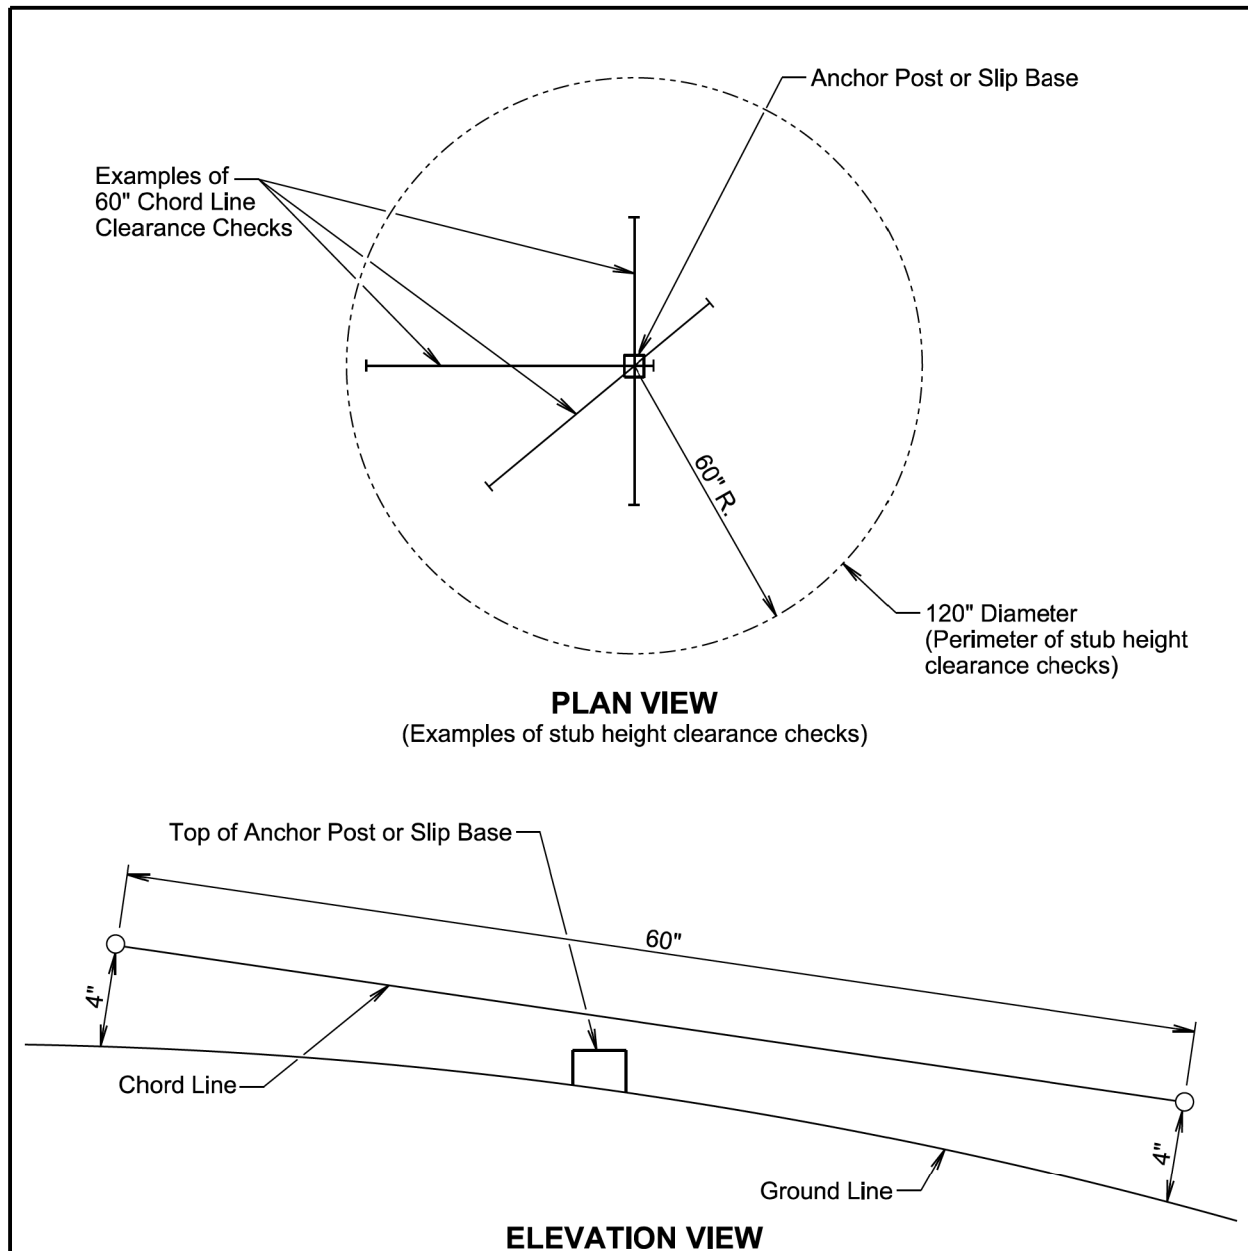 Anchor Post or Slip Base
Examples of
60" Chord Line
Clearance Checks
60" R.
120" Diameter
(Perimeter of stub height
clearance checks)
PLAN VIEW
(Examples of stub height clearance checks)
Top of Anchor Post or Slip Base
60"
4"
Chord Line
4"
Ground Line
ELEVATION VIEW